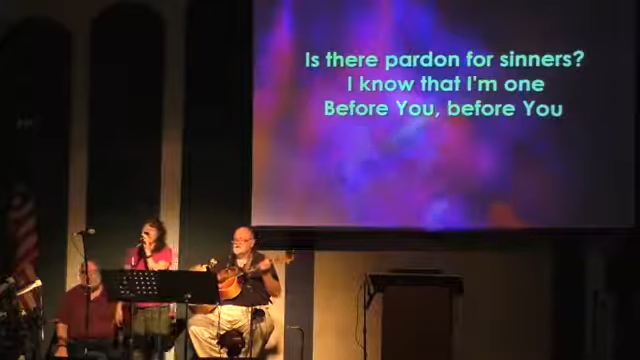 Is there pardon for sinners?
I know that I'm one
Before You, before You